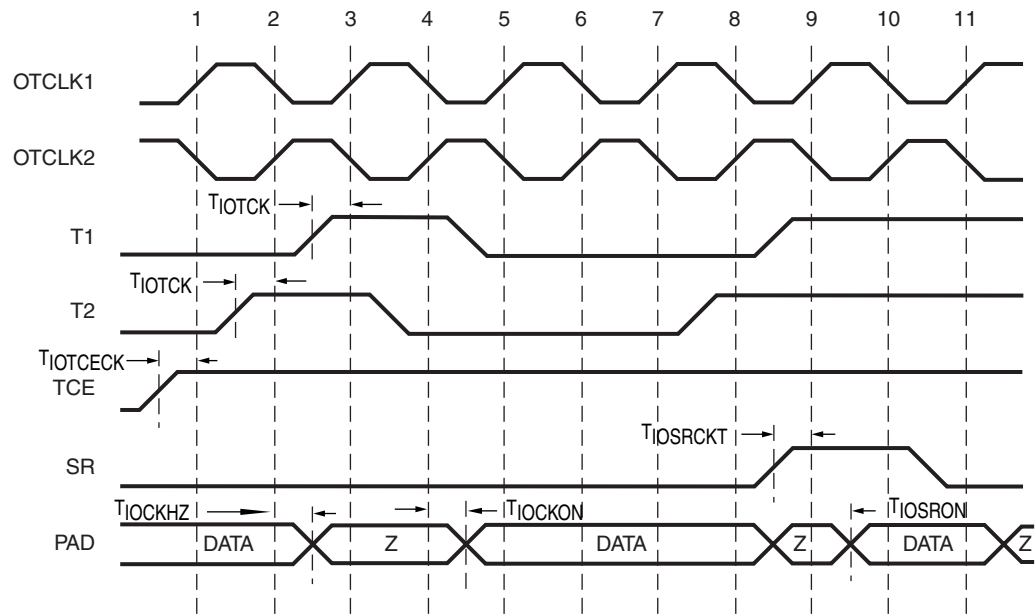 1 2 3 4 5 6 7 8 9 10 11
OTCLK1
OTCLK2
TIOTCK
T1
TIOTCK
T2
TIOTCECK
TCE
TIOSRCKT
SR
TIOCKHZ TIOCKON TIOSRON
PAD DATA Z DATA Z DATA Z